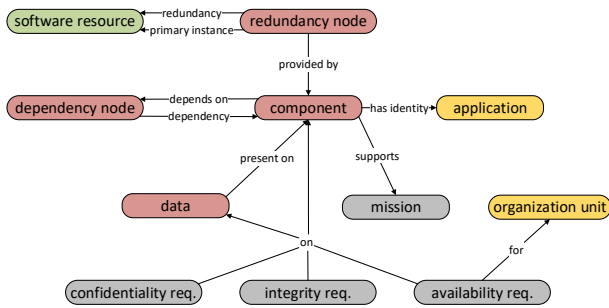 software resource
redundancy
primary instance
redundancy node
provided by
dependency node
depends on
dependency
component
has identity
application
present on
supports
data
mission
organization unit
on
for
confidentiality req.
integrity req.
availability req.